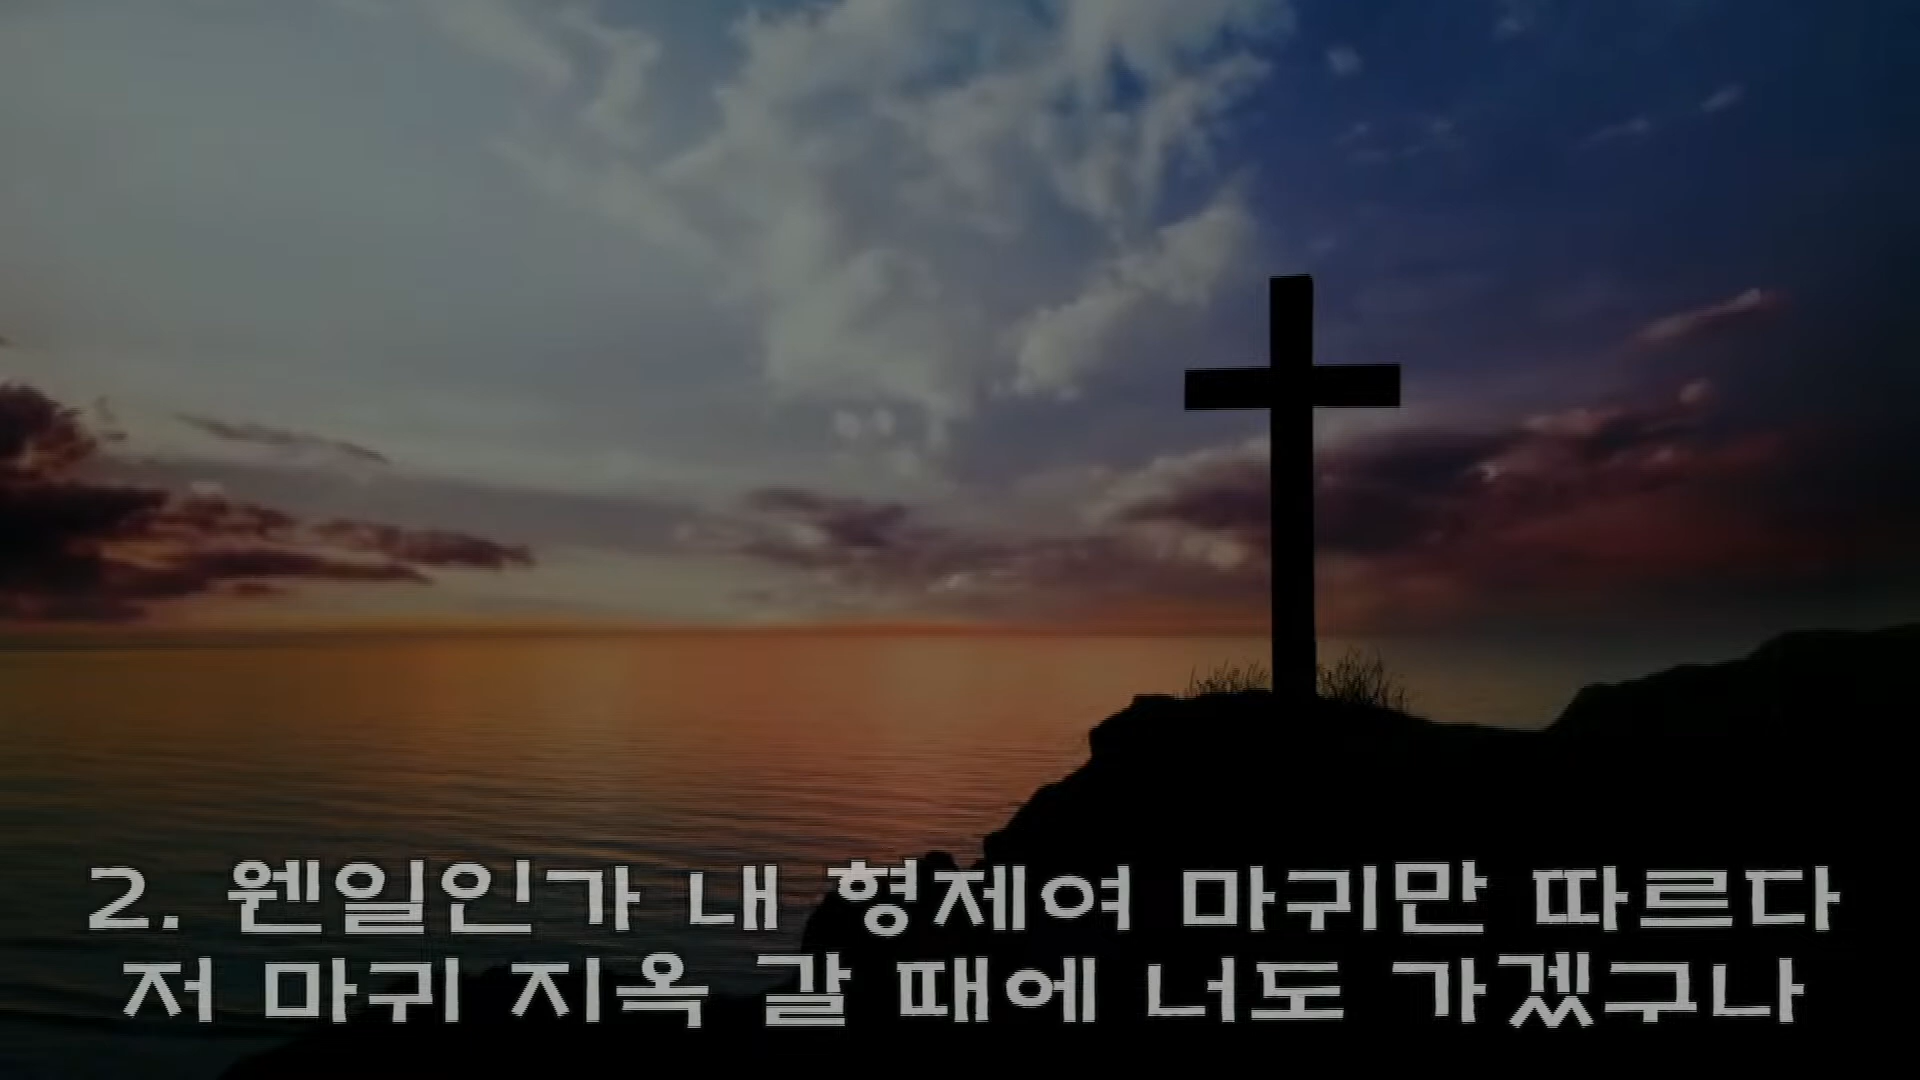 2. 웬일인가 내 형제여 마귀만 따르다
저 마귀 지옥 갈 때에 너도 가겠구나